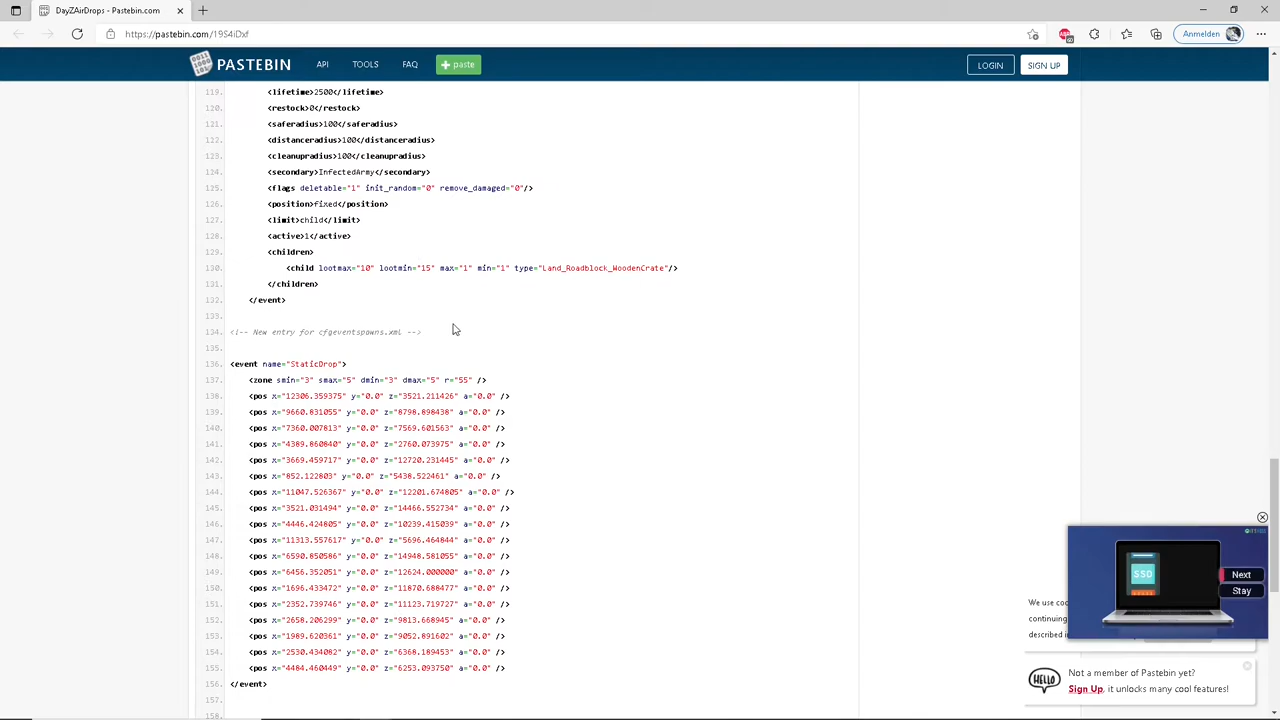 DayZAirDrops - Pastebin.com
https://pastebin.com/19S4iDxf
Anmelden
PASTEBIN
API
TOOLS
FAQ
+ paste
LOGIN
SIGN UP
119. <lifetime>2500</lifetime>
120. <restock>0</restock>
121. <saferadius>100</saferadius>
122. <distanceradius>100</distanceradius>
123. <cleanupradius>100</cleanupradius>
124. <secondary>InfectedArmy</secondary>
125. <flags deletable="1" init_random="0" remove_damaged="0"/>
126. <position>fixed</position>
127. <limit>child</limit>
128. <active>1</active>
129. <children>
130. <child lootmax="10" lootmin="15" max="1" min="1" type="Land_Roadblock_WoodenCrate"/>
131. </children>
132. </event>
133.
134. <!-- New entry for cfgeventspawns.xml -->
135.
136. <event name="StaticDrop">
137. <zone smin="3" smax="5" dmin="3" dmax="5" r="55" />
138. <pos x="12306.359375" y="0.0" z="3521.211426" a="0.0" />
139. <pos x="9660.831055" y="0.0" z="8798.898438" a="0.0" />
140. <pos x="7360.007813" y="0.0" z="7569.601563" a="0.0" />
141. <pos x="4389.860840" y="0.0" z="2760.073975" a="0.0" />
142. <pos x="3669.459717" y="0.0" z="12720.231445" a="0.0" />
143. <pos x="852.122803" y="0.0" z="5438.522461" a="0.0" />
144. <pos x="11047.526367" y="0.0" z="12201.674805" a="0.0" />
145. <pos x="3521.031494" y="0.0" z="14466.552734" a="0.0" />
146. <pos x="4446.424805" y="0.0" z="10239.415039" a="0.0" />
147. <pos x="11313.557617" y="0.0" z="5696.464844" a="0.0" />
148. <pos x="6590.850586" y="0.0" z="14948.581055" a="0.0" />
149. <pos x="6456.352051" y="0.0" z="12624.000000" a="0.0" />
150. <pos x="1696.433472" y="0.0" z="11870.688477" a="0.0" />
151. <pos x="2352.739746" y="0.0" z="11123.719727" a="0.0" />
152. <pos x="2658.206299" y="0.0" z="9813.668945" a="0.0" />
153. <pos x="1989.620361" y="0.0" z="9052.891602" a="0.0" />
154. <pos x="2530.434082" y="0.0" z="6368.189453" a="0.0" />
155. <pos x="4484.460449" y="0.0" z="6253.093750" a="0.0" />
156. </event>
157.
158.
SSD
Next
Stay
We use coo
continuing
described i
HELLO
Not a member of Pastebin yet?
Sign Up, it unlocks many cool features!